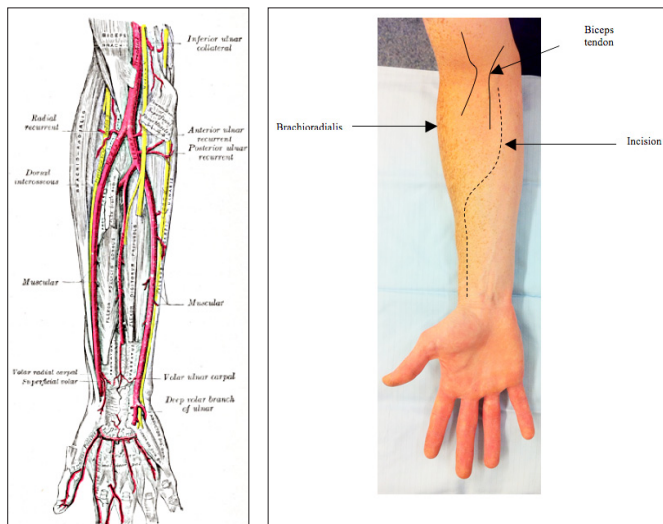 Inferior ulnar
collateral
Radial
recurrent
Anterior ulnar
recurrent
Posterior ulnar
recurrent
Dorsal
interosseous
Muscular
Muscular
Volar radial carpal
Superficial volar
Volar ulnar carpal
Deep volar branch
of ulnar
Biceps
tendon
Brachioradialis
Incision